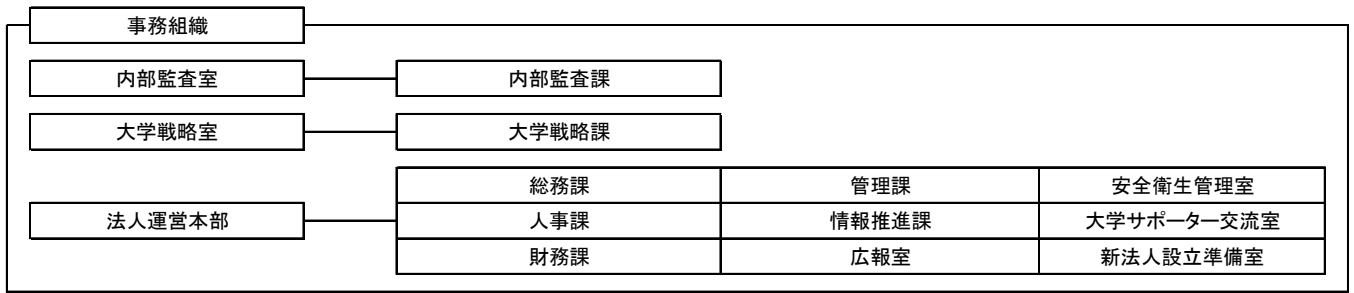 事務組織
内部監査室 内部監査課
大学戦略室 大学戦略課
総務課 管理課 安全衛生管理室
法人運営本部 人事課 情報推進課 大学サポーター交流室
財務課 広報室 新法人設立準備室